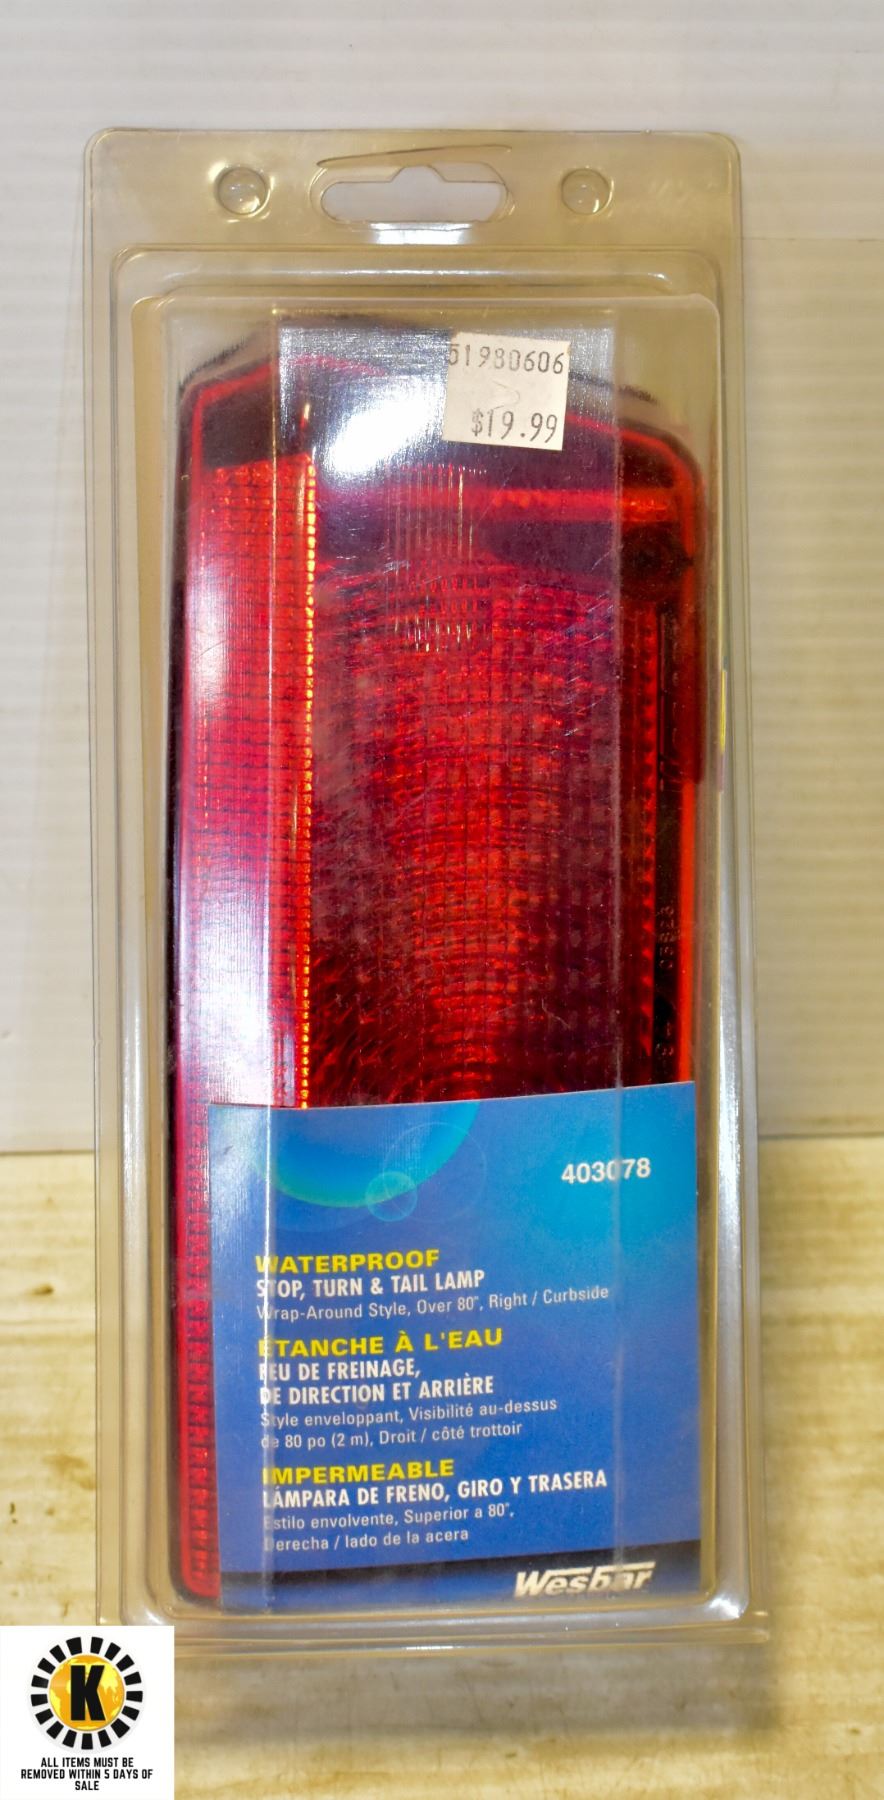 51980606
$19.99
403078
WATERPROOF
STOP, TURN & TAIL LAMP
Wrap-Around Style, Over 80", Right / Curbside
ÉTANCHE À L'EAU
FEU DE FREINAGE,
DE DIRECTION ET ARRIÈRE
Style enveloppant, Visibilité au-dessus
de 80 po (2 m), Droit / côté trottoir
IMPERMEABLE
LÁMPARA DE FRENO, GIRO Y TRASERA
Estilo envolvente, Superior a 80",
Derecha / lado de la acera
Wesbar
K
ALL ITEMS MUST BE
REMOVED WITHIN 5 DAYS OF
SALE